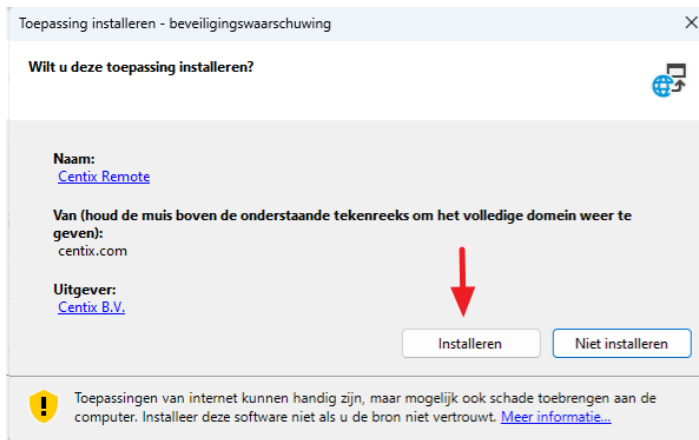 Toepassing installeren - beveiligingswaarschuwing
Wilt u deze toepassing installeren?
Naam:
Centix Remote
Van (houd de muis boven de onderstaande tekenreeks om het volledige domein weer te
geven):
centix.com
Uitgever:
Centix B.V.
Installeren Niet installeren
Toepassingen van internet kunnen handig zijn, maar mogelijk ook schade toebrengen aan de
computer. Installeer deze software niet als u de bron niet vertrouwt. Meer informatie...